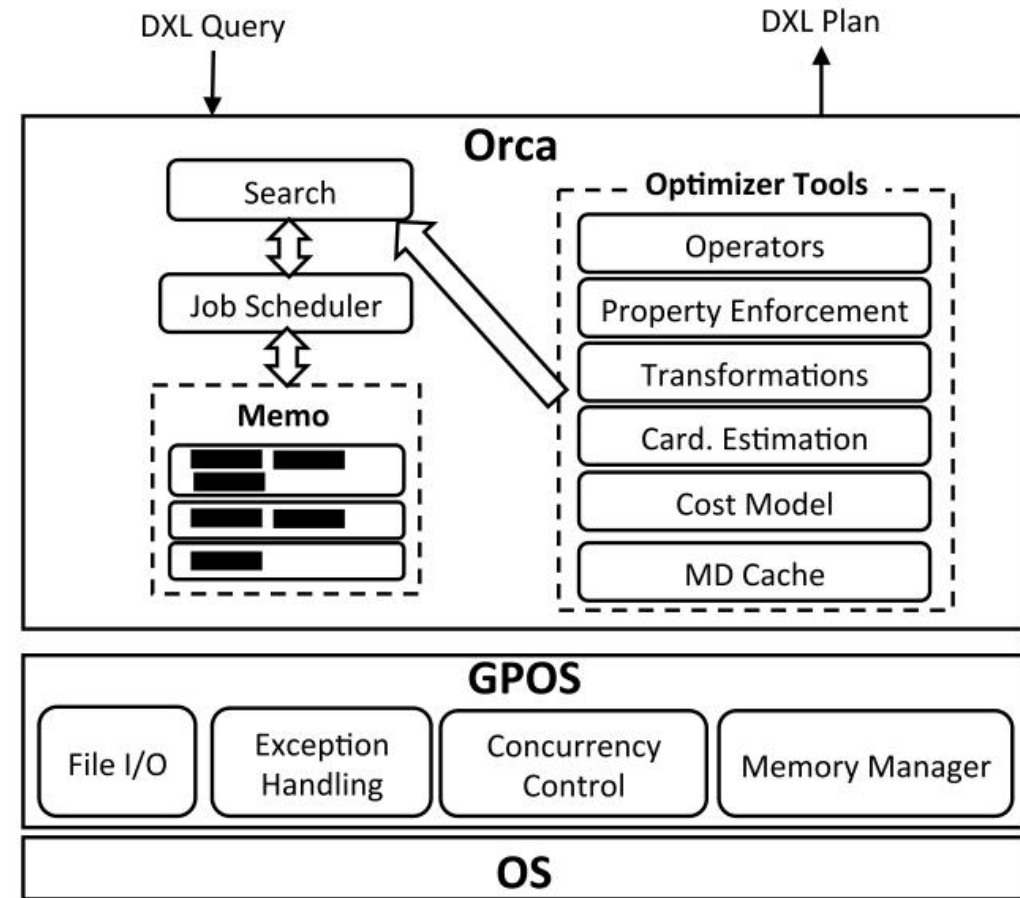 DXL Query
DXL Plan
Orca
Search
Job Scheduler
Memo
Optimizer Tools
Operators
Property Enforcement
Transformations
Card. Estimation
Cost Model
MD Cache
GPOS
File I/O
Exception
Handling
Concurrency
Control
Memory Manager
OS